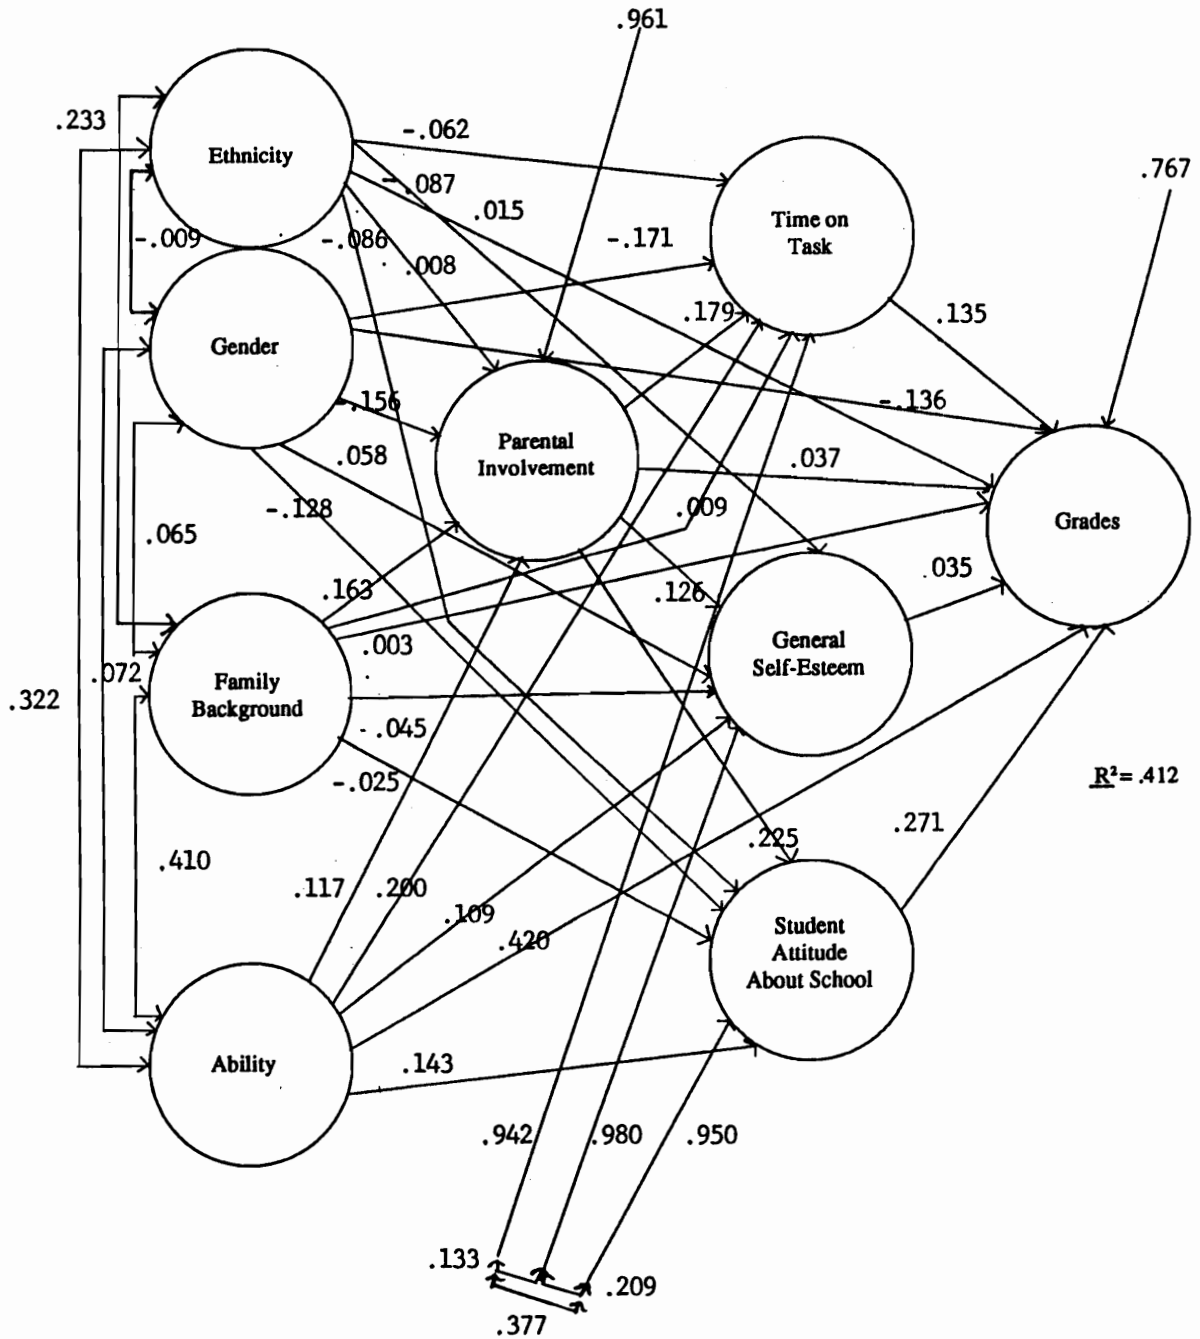 .961
.233
Ethnicity
-.062
-.087
.015
Time on
Task
.767
-.009
-.086
.008
-.171
.179
.135
Gender
-.156
-.136
.058
Parental
Involvement
.037
-.128
.009
Grades
.065
.163
.126
.035
.003
General
Self-Esteem
.072
.322
Family
Background
-.045
-.025
R²= .412
.225
.271
.410
.117
.200
.109
.420
Student
Attitude
About School
Ability
.143
.942
.980
.950
.133
.209
.377